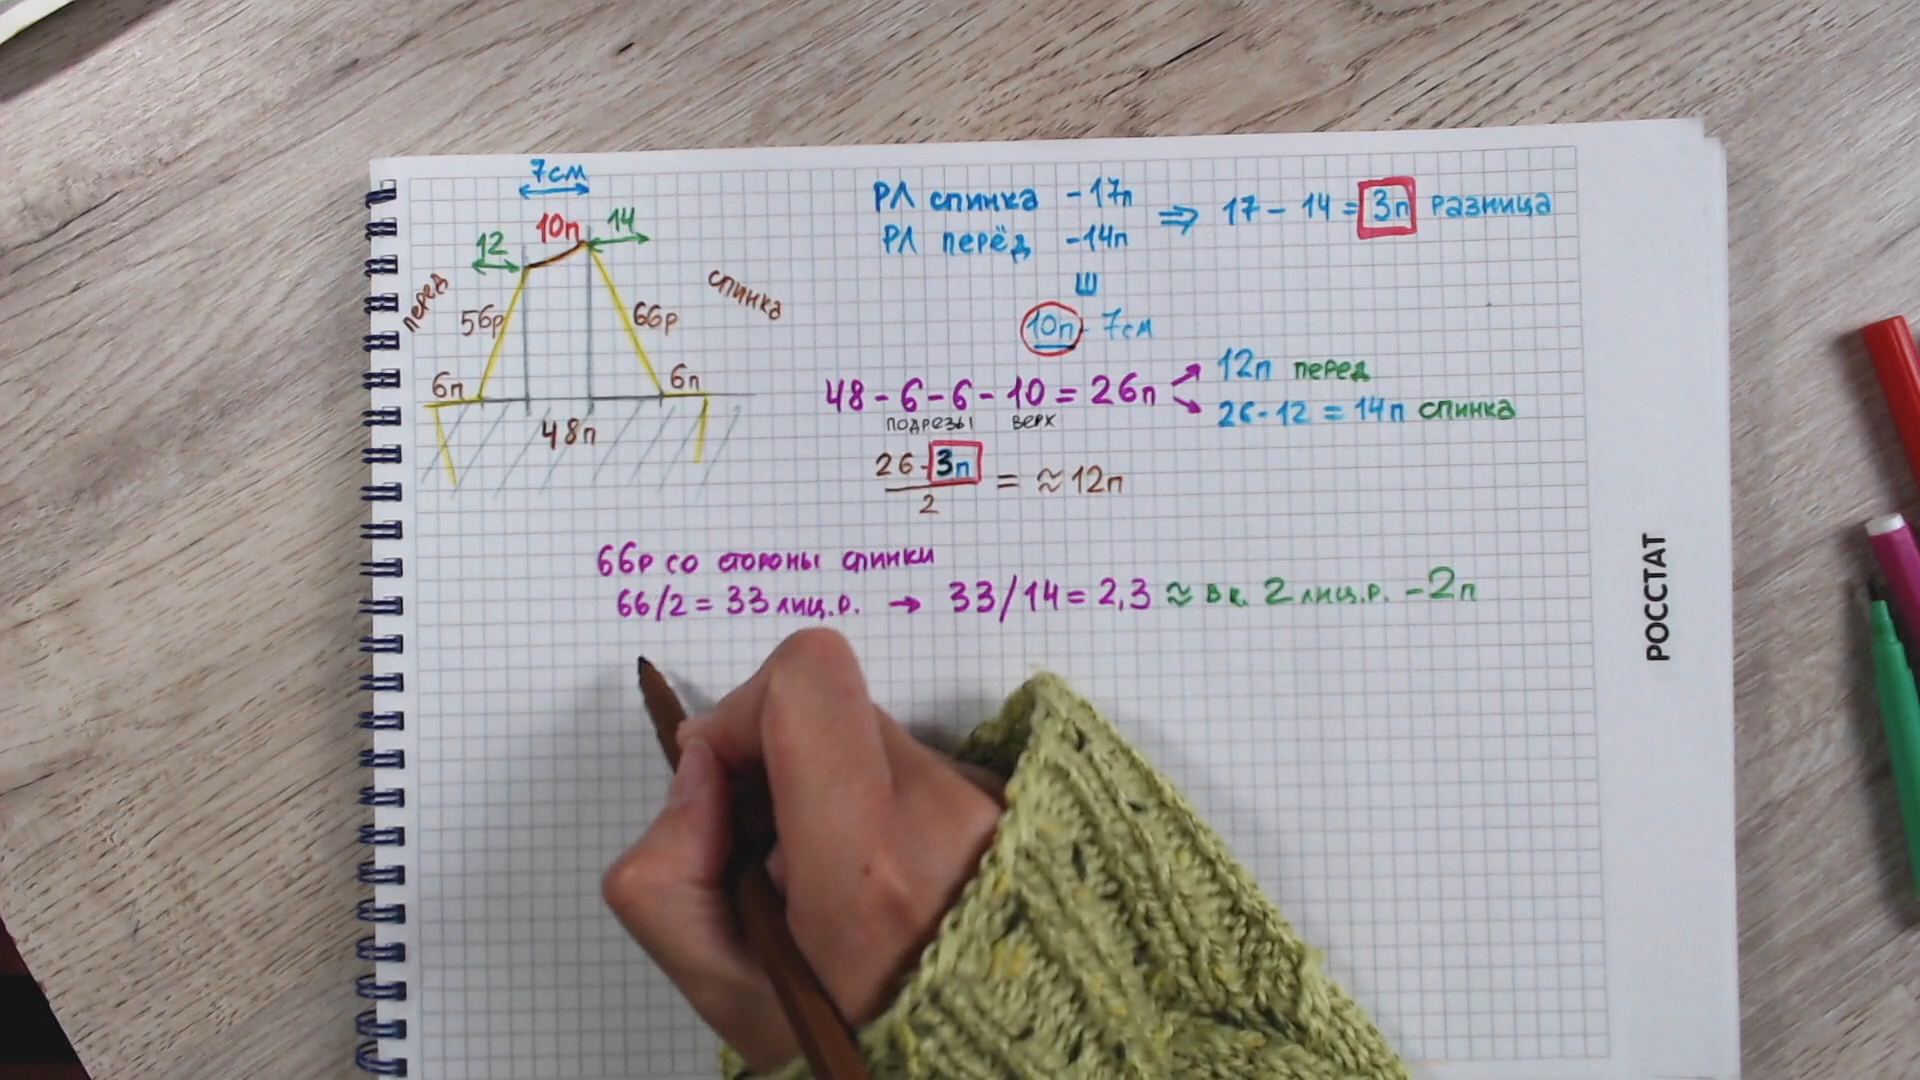 7см
10п
14
12
перед
спинка
56р
66р
6п
6п
48п
РЛ спинка - 17п
РЛ перёд - 14п
⇒ 17 - 14 = 3п разница
10п - 7см
48 - 6 - 6 - 10 = 26п
подрезы верх
12п перед
26 - 12 = 14п спинка
26 - 3п
2
= ≈ 12п
66р со стороны спинки
66/2 = 33 лиц.р. → 33/14 = 2,3 ≈ в к. 2 лиц.р. - 2п
РОССТАТ